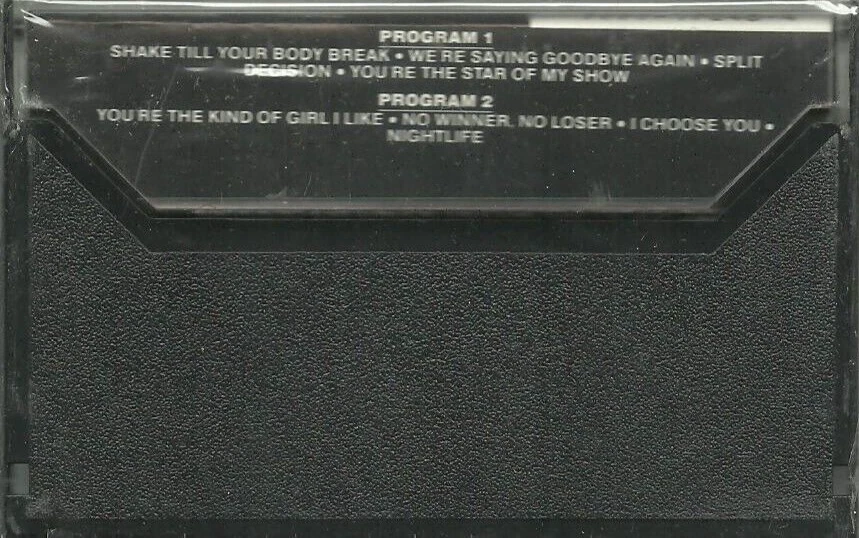 PROGRAM 1
SHAKE TILL YOUR BODY BREAK • WE'RE SAYING GOODBYE AGAIN • SPLIT
DECISION • YOU'RE THE STAR OF MY SHOW
PROGRAM 2
YOU'RE THE KIND OF GIRL I LIKE • NO WINNER, NO LOSER • I CHOOSE YOU •
NIGHTLIFE